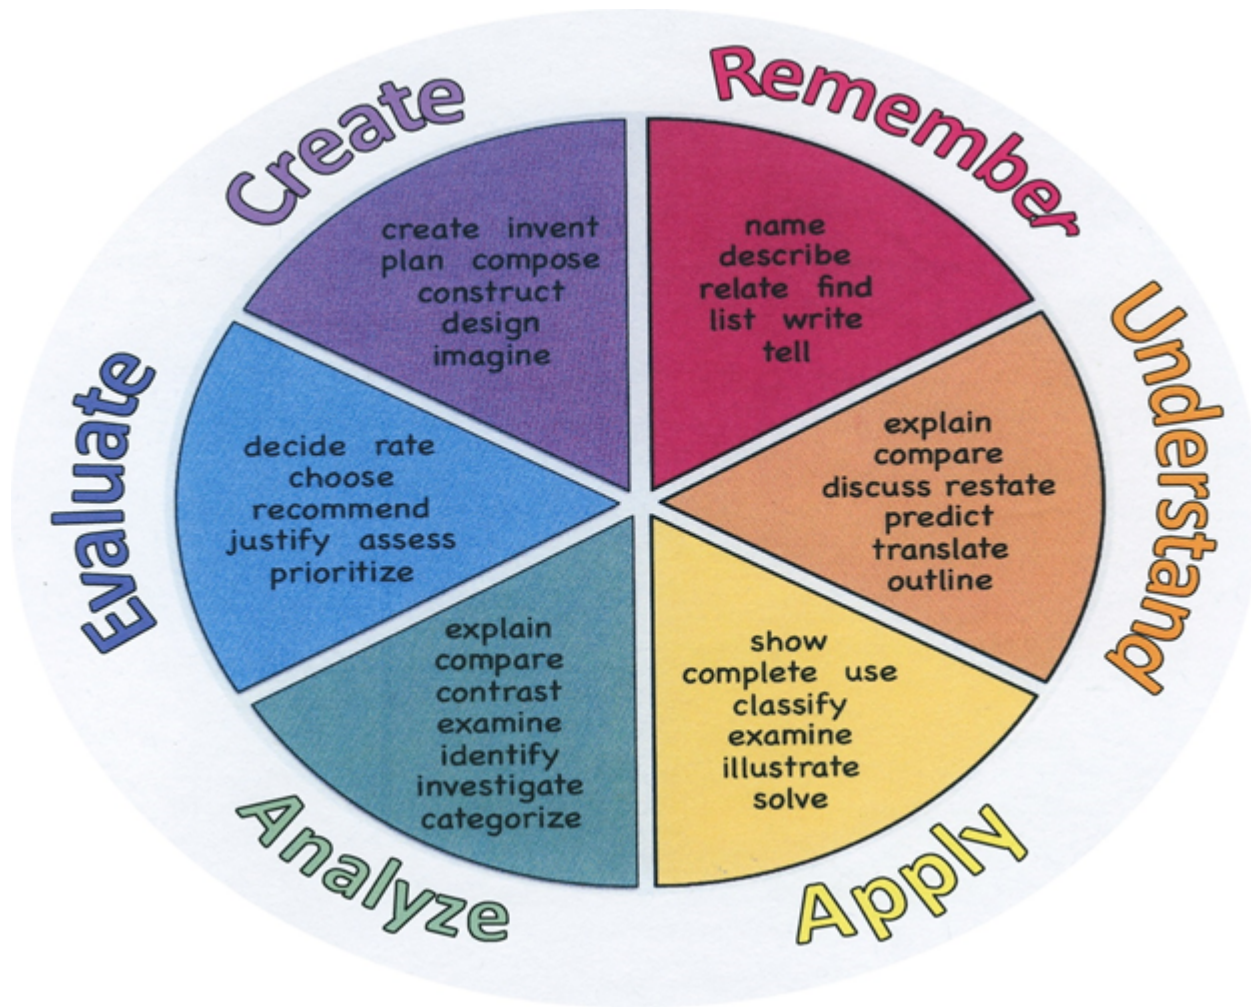 Remember
name
describe
relate find
list write
tell
Understand
explain
compare
discuss restate
predict
translate
outline
Apply
show
complete use
classify
examine
illustrate
solve
Analyze
explain
compare
contrast
examine
identify
investigate
categorize
Evaluate
decide rate
choose
recommend
justify assess
prioritize
Create
create invent
plan compose
construct
design
imagine